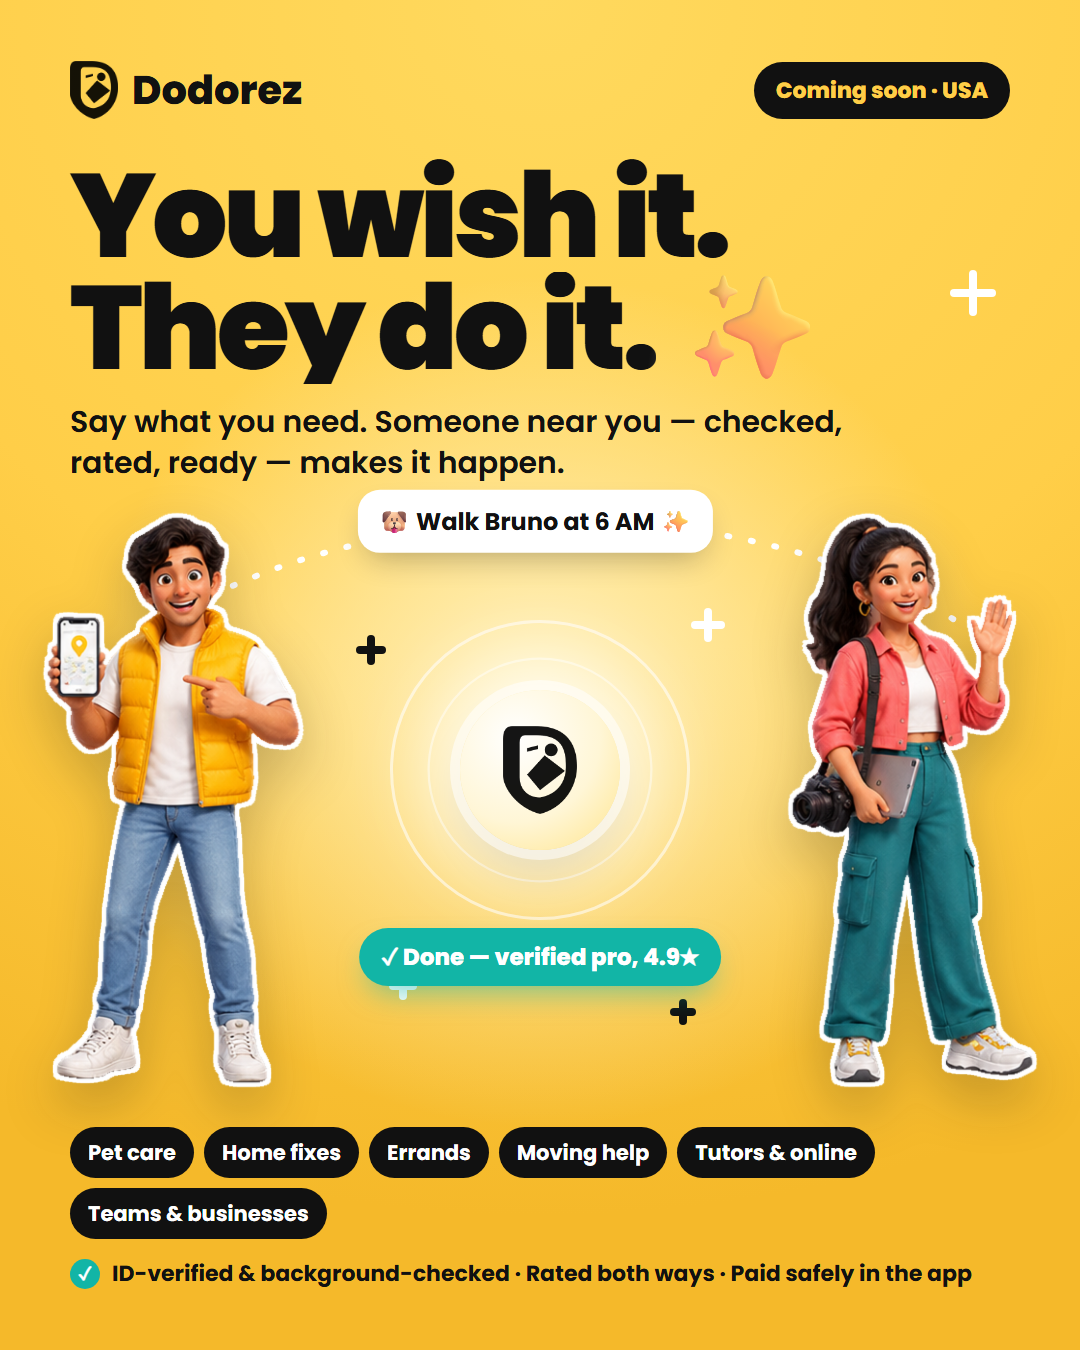 Dodorez
Coming soon · USA
You wish it.
They do it. ✨
Say what you need. Someone near you — checked,
rated, ready — makes it happen.
🐶 Walk Bruno at 6 AM ✨
✓ Done — verified pro, 4.9★
Pet care
Home fixes
Errands
Moving help
Tutors & online
Teams & businesses
✓ ID-verified & background-checked · Rated both ways · Paid safely in the app